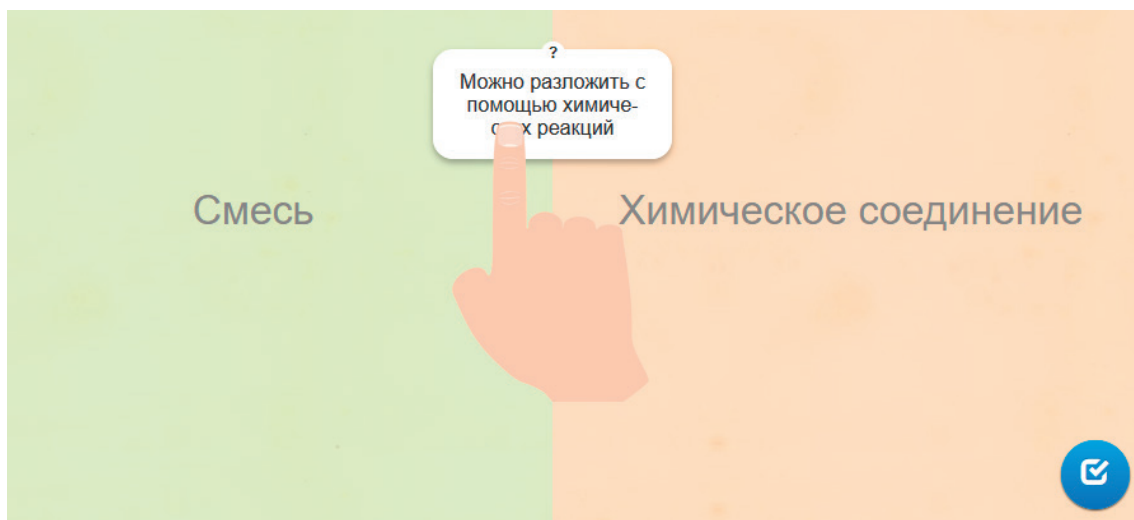 ?
Можно разложить с
помощью химиче-
реакций
Смесь
Химическое соединение